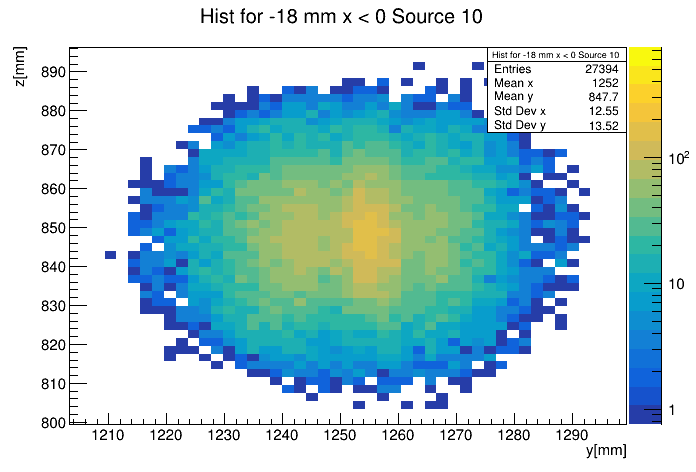 Hist for -18 mm x < 0 Source 10
z[mm]
Hist for -18 mm x < 0 Source 10
Entries 27394
Mean x 1252
Mean y 847.7
Std Dev x 12.55
Std Dev y 13.52
890
880
870
860
850
840
830
820
810
800
1210 1220 1230 1240 1250 1260 1270 1280 1290
y[mm]
10²
10
1